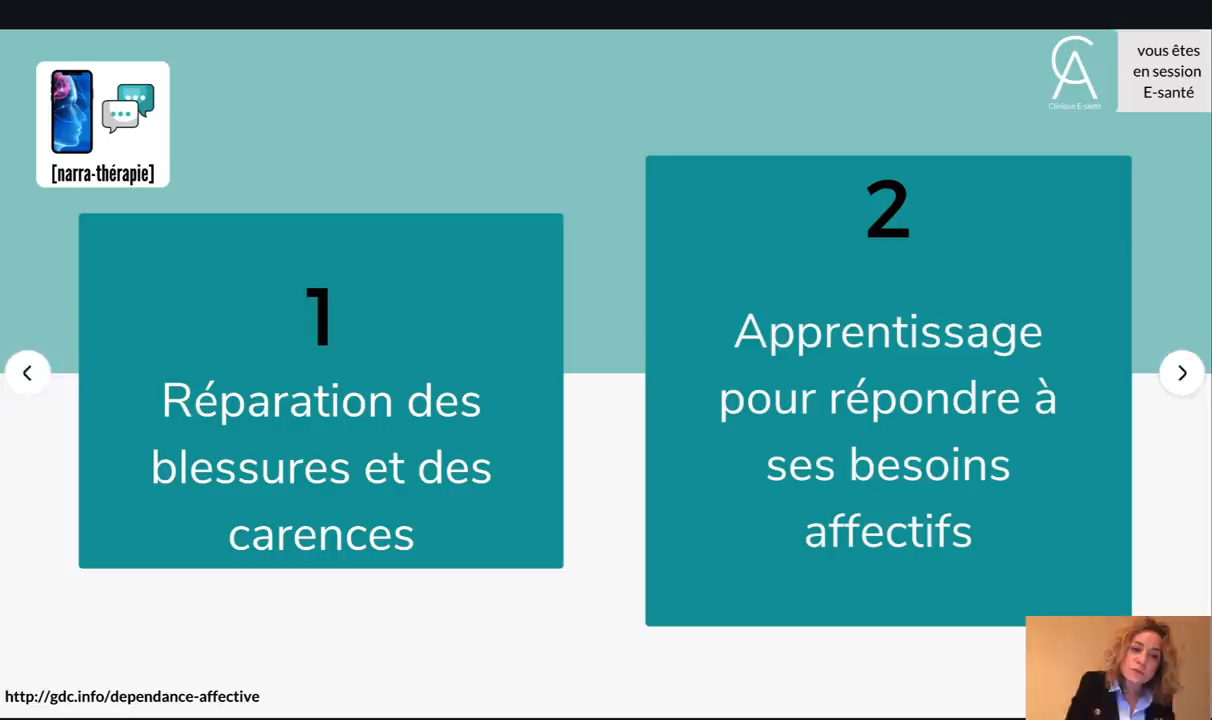 [narra-thérapie]
CA
Clinique E-santé
vous êtes
en session
E-santé
1
Réparation des
blessures et des
carences
2
Apprentissage
pour répondre à
ses besoins
affectifs
http://gdc.info/dependance-affective